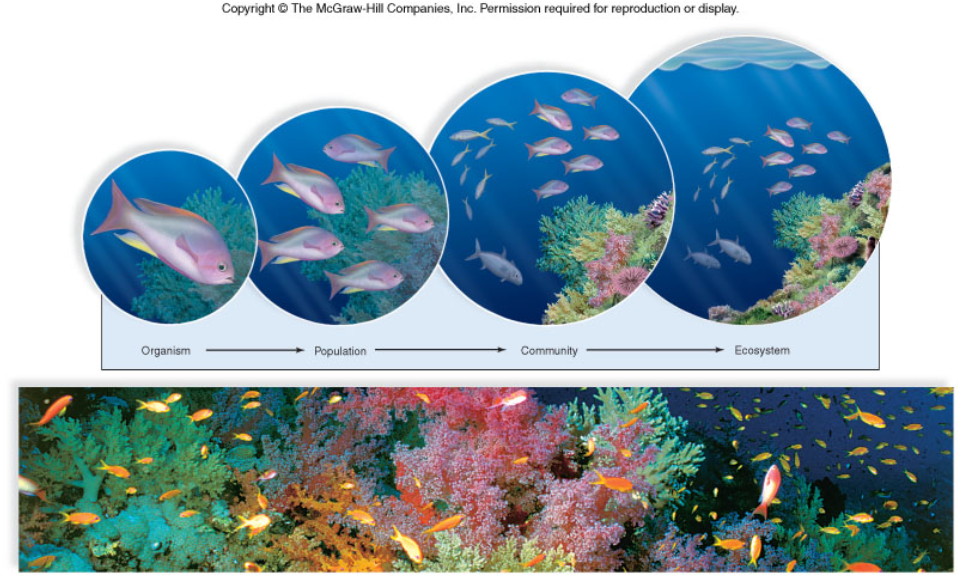 Copyright © The McGraw-Hill Companies, Inc. Permission required for reproduction or display.
Organism
Population
Community
Ecosystem